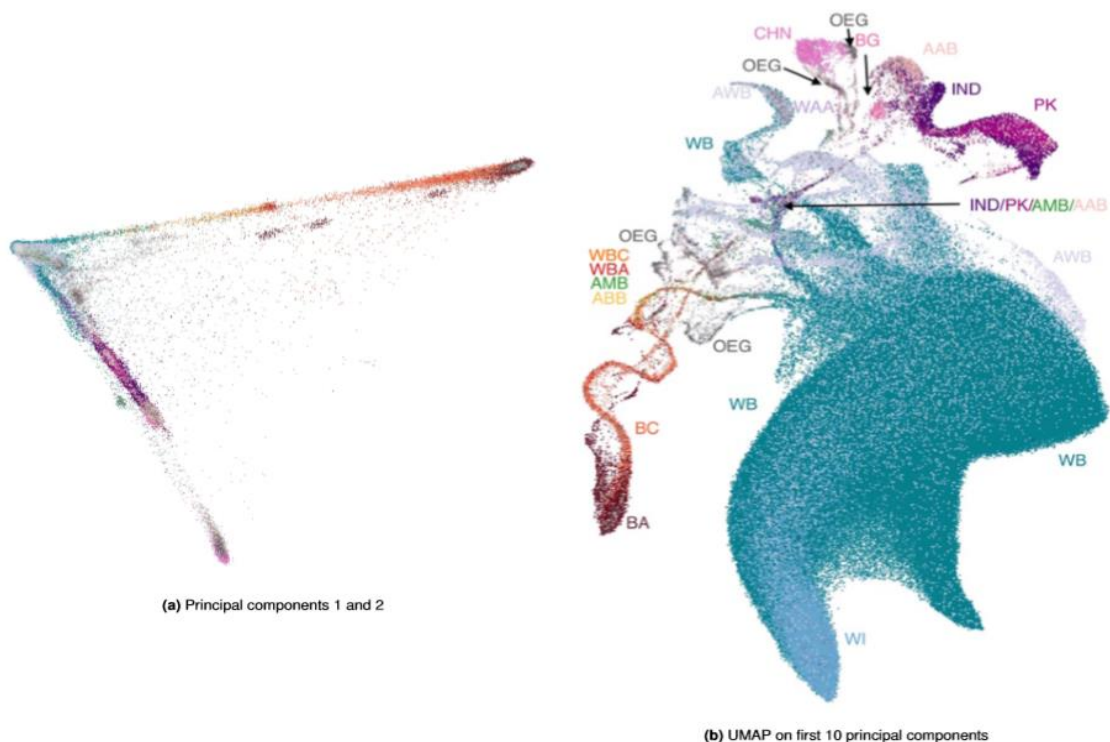 OEG
CHN
BG
AAB
OEG
AWB
WAA
IND
PK
WB
IND/PK/AMB/AAB
OEG
WBC
WBA
AMB
ABB
AWB
OEG
WB
WB
BC
BA
WI
(a) Principal components 1 and 2
(b) UMAP on first 10 principal components